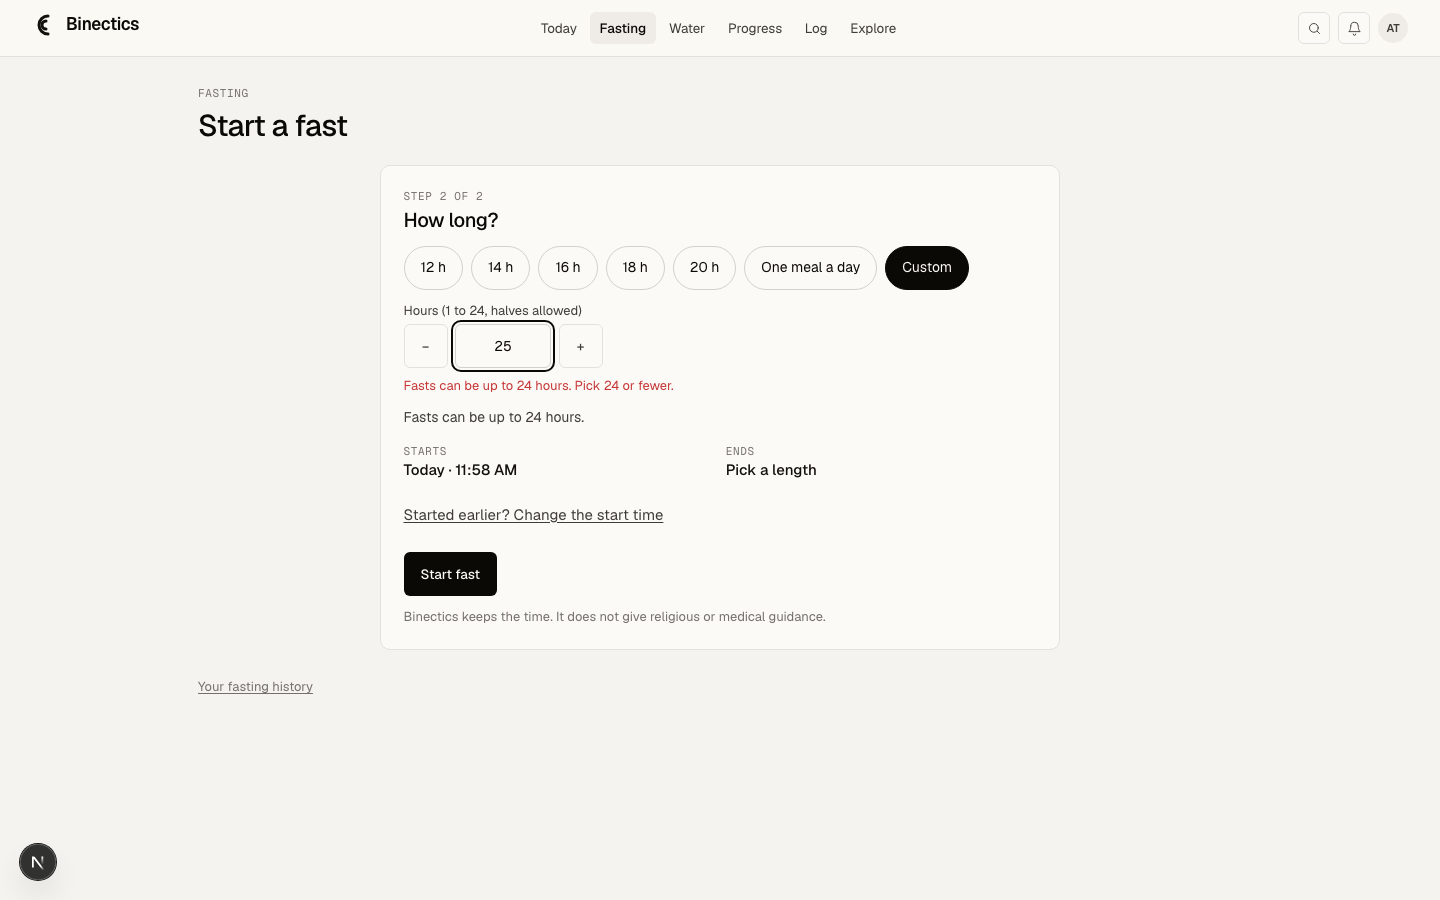 Binectics
Today Fasting Water Progress Log Explore
AT
FASTING
Start a fast
STEP 2 OF 2
How long?
12 h 14 h 16 h 18 h 20 h One meal a day Custom
Hours (1 to 24, halves allowed)
− 25 +
Fasts can be up to 24 hours. Pick 24 or fewer.
Fasts can be up to 24 hours.
STARTS ENDS
Today · 11:58 AM Pick a length
Started earlier? Change the start time
Start fast
Binectics keeps the time. It does not give religious or medical guidance.
Your fasting history
N